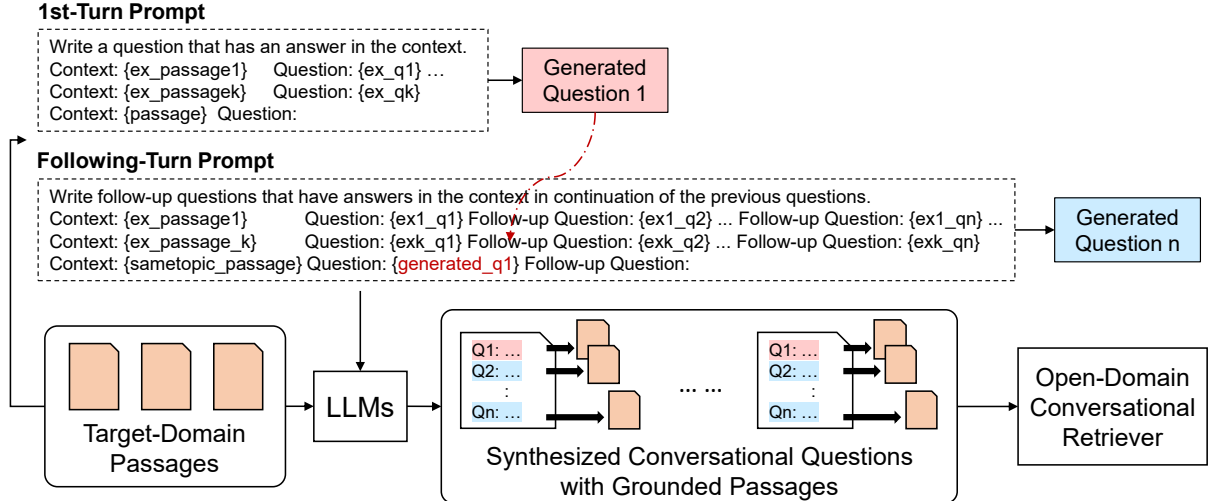 1st-Turn Prompt
Write a question that has an answer in the context.
Context: {ex_passage1} Question: {ex_q1} …
Context: {ex_passagek} Question: {ex_qk}
Context: {passage} Question:
Generated
Question 1
Following-Turn Prompt
Write follow-up questions that have answers in the context in continuation of the previous questions.
Context: {ex_passage1} Question: {ex1_q1} Follow-up Question: {ex1_q2} ... Follow-up Question: {ex1_qn} ...
Context: {ex_passage_k} Question: {exk_q1} Follow-up Question: {exk_q2} ... Follow-up Question: {exk_qn}
Context: {sametopic_passage} Question: {generated_q1} Follow-up Question:
Generated
Question n
Target-Domain
Passages
LLMs
Q1: …
Q2: …
:
Qn: …
... ...
Q1: …
Q2: …
:
Qn: …
Synthesized Conversational Questions
with Grounded Passages
Open-Domain
Conversational
Retriever